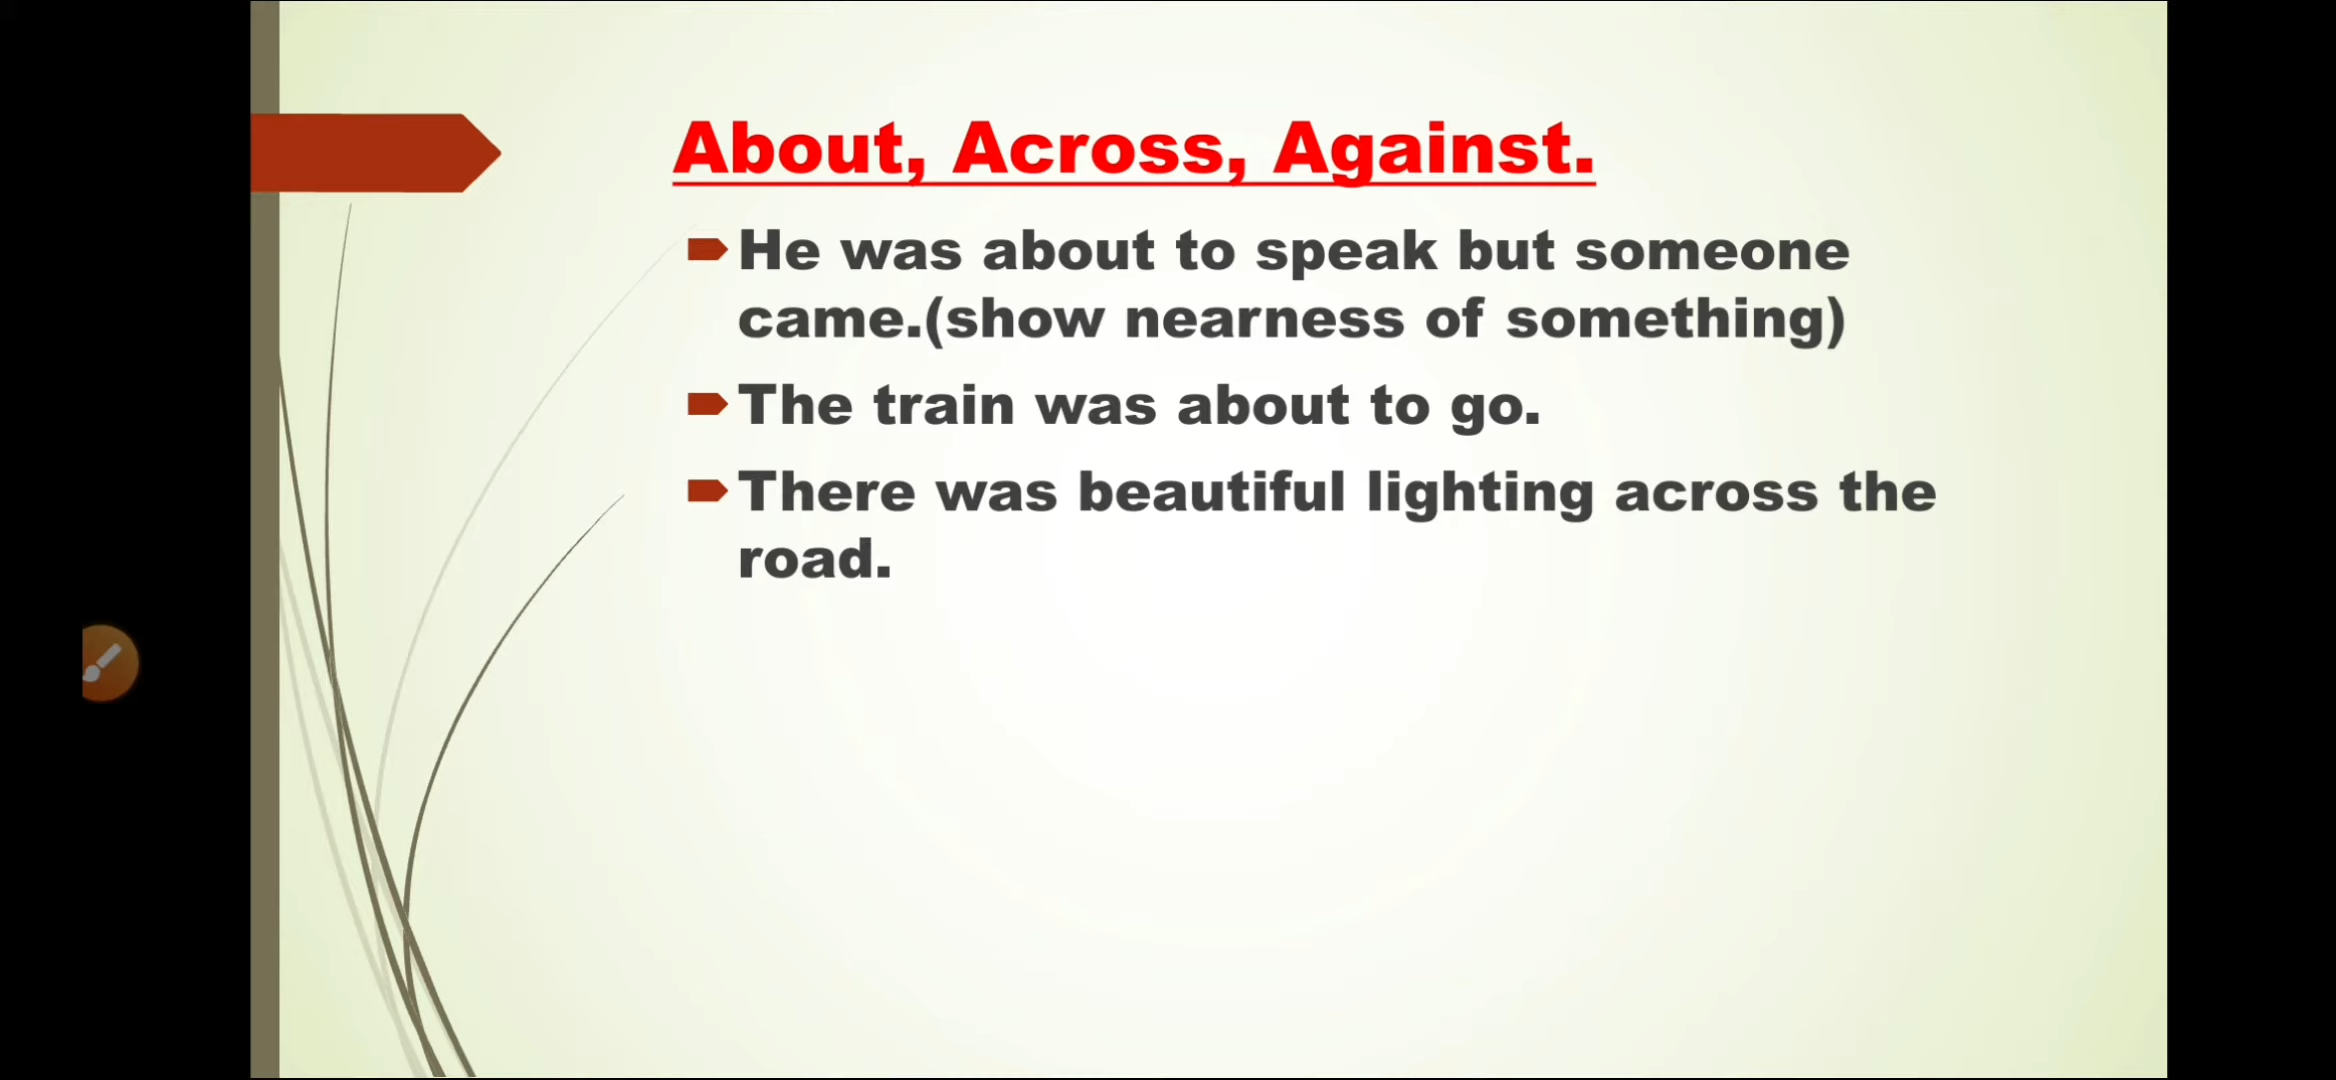 About, Across, Against.
He was about to speak but someone
came.(show nearness of something)
The train was about to go.
There was beautiful lighting across the
road.